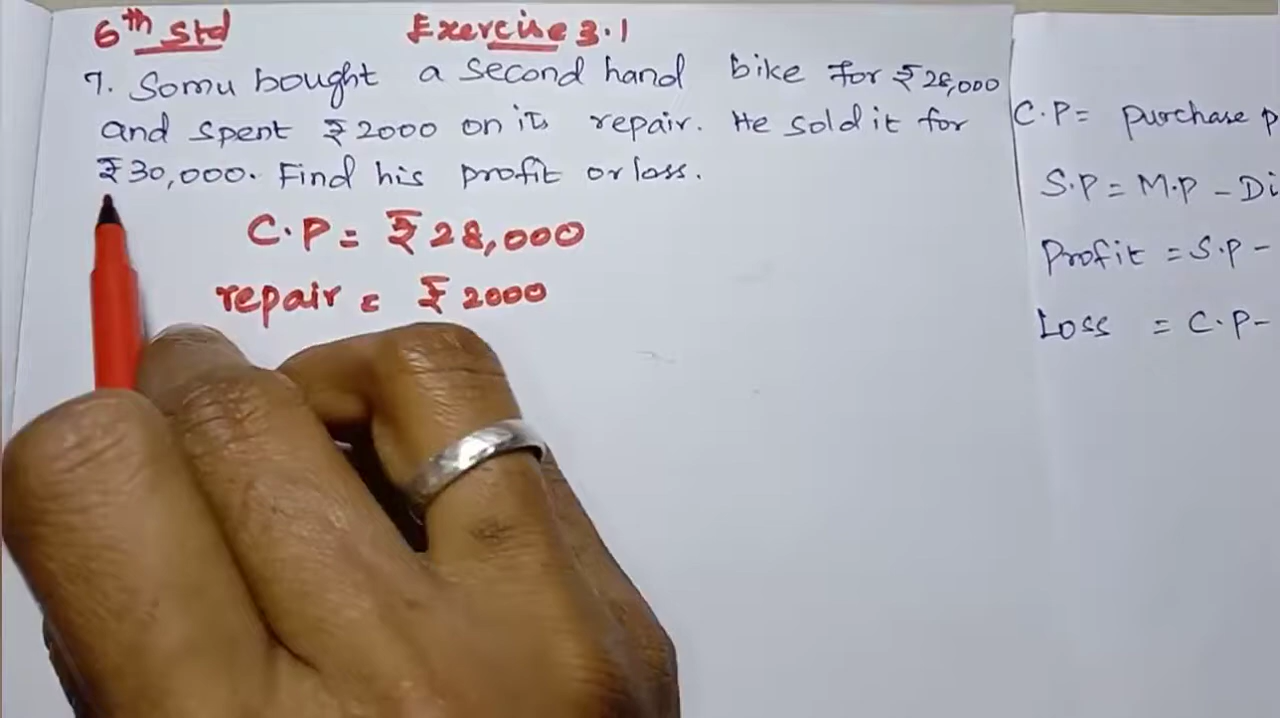 6th Std Exercise 3.1
7. Somu bought a second hand bike for ₹28,000
and spent ₹2000 on its repair. He sold it for
₹30,000. Find his profit or loss.
C.P = ₹28,000
repair = ₹2000
C.P = purchase p
S.P = M.P - Di
Profit = S.P -
Loss = C.P -